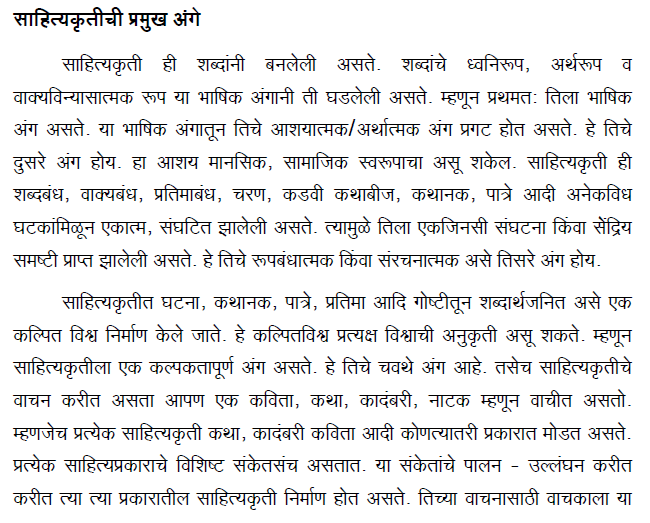 साहित्यकृतीची प्रमुख अंगे
साहित्यकृती ही शब्दांनी बनलेली असते. शब्दांचे ध्वनिरूप, अर्थरूप व
वाक्यविन्यासात्मक रूप या भाषिक अंगानी ती घडलेली असते. म्हणून प्रथमत: तिला भाषिक
अंग असते. या भाषिक अंगातून तिचे आशयात्मक/अर्थात्मक अंग प्रगट होत असते. हे तिचे
दुसरे अंग होय. हा आशय मानसिक, सामाजिक स्वरूपाचा असू शकेल. साहित्यकृती ही
शब्दबंध, वाक्यबंध, प्रतिमाबंध, चरण, कडवी कथाबीज, कथानक, पात्रे आदी अनेकविध
घटकांमिळून एकात्म, संघटित झालेली असते. त्यामुळे तिला एकजिनसी संघटना किंवा सेंद्रिय
समष्टी प्राप्त झालेली असते. हे तिचे रूपबंधात्मक किंवा संरचनात्मक असे तिसरे अंग होय.
साहित्यकृतीत घटना, कथानक, पात्रे, प्रतिमा आदि गोष्टीतून शब्दार्थजनित असे एक
कल्पित विश्व निर्माण केले जाते. हे कल्पितविश्व प्रत्यक्ष विश्वाची अनुकृती असू शकते. म्हणून
साहित्यकृतीला एक कल्पकतापूर्ण अंग असते. हे तिचे चवथे अंग आहे. तसेच साहित्यकृतीचे
वाचन करीत असता आपण एक कविता, कथा, कादंबरी, नाटक म्हणून वाचीत असतो.
म्हणजेच प्रत्येक साहित्यकृती कथा, कादंबरी कविता आदी कोणत्यातरी प्रकारात मोडत असते.
प्रत्येक साहित्यप्रकाराचे विशिष्ट संकेतसंच असतात. या संकेतांचे पालन – उल्लंघन करीत
करीत त्या त्या प्रकारातील साहित्यकृती निर्माण होत असते. तिच्या वाचनासाठी वाचकाला या